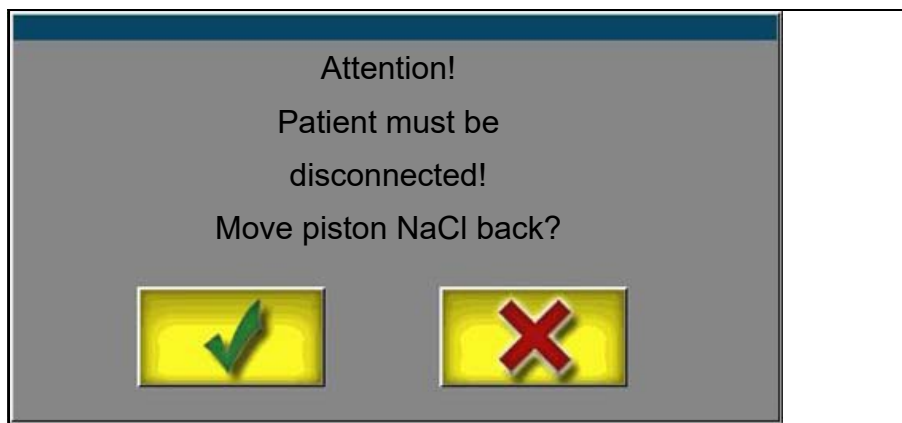 Attention!
Patient must be
disconnected!
Move piston NaCl back?